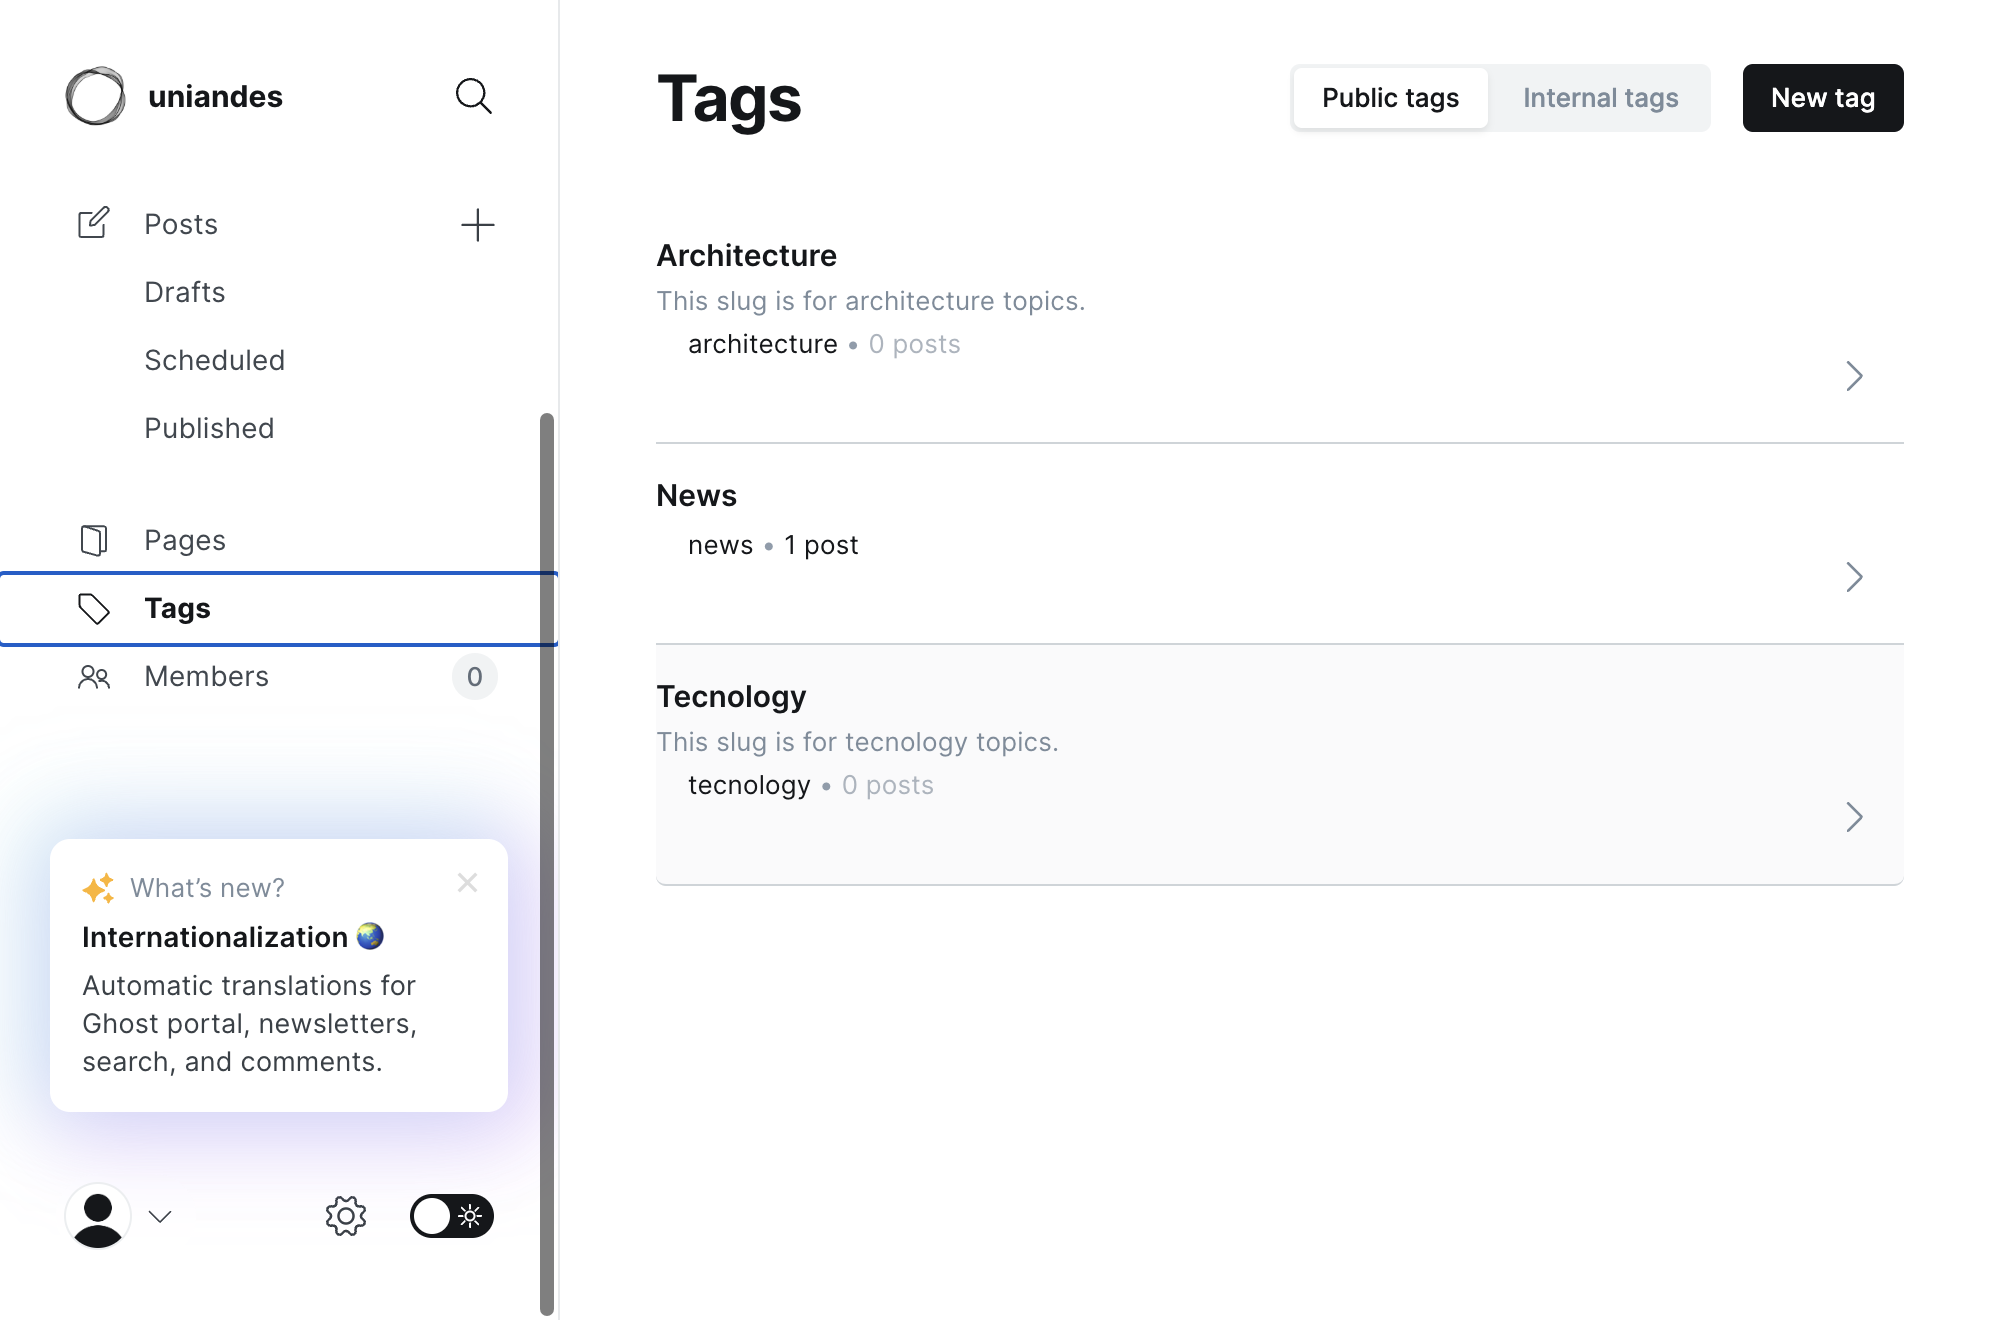 uniandes
Posts
Drafts
Scheduled
Published
Pages
Tags
Members
0
What’s new?
Internationalization 🌏
Automatic translations for
Ghost portal, newsletters,
search, and comments.
Tags
Public tags
Internal tags
New tag
Architecture
This slug is for architecture topics.
architecture • 0 posts
News
news • 1 post
Tecnology
This slug is for tecnology topics.
tecnology • 0 posts